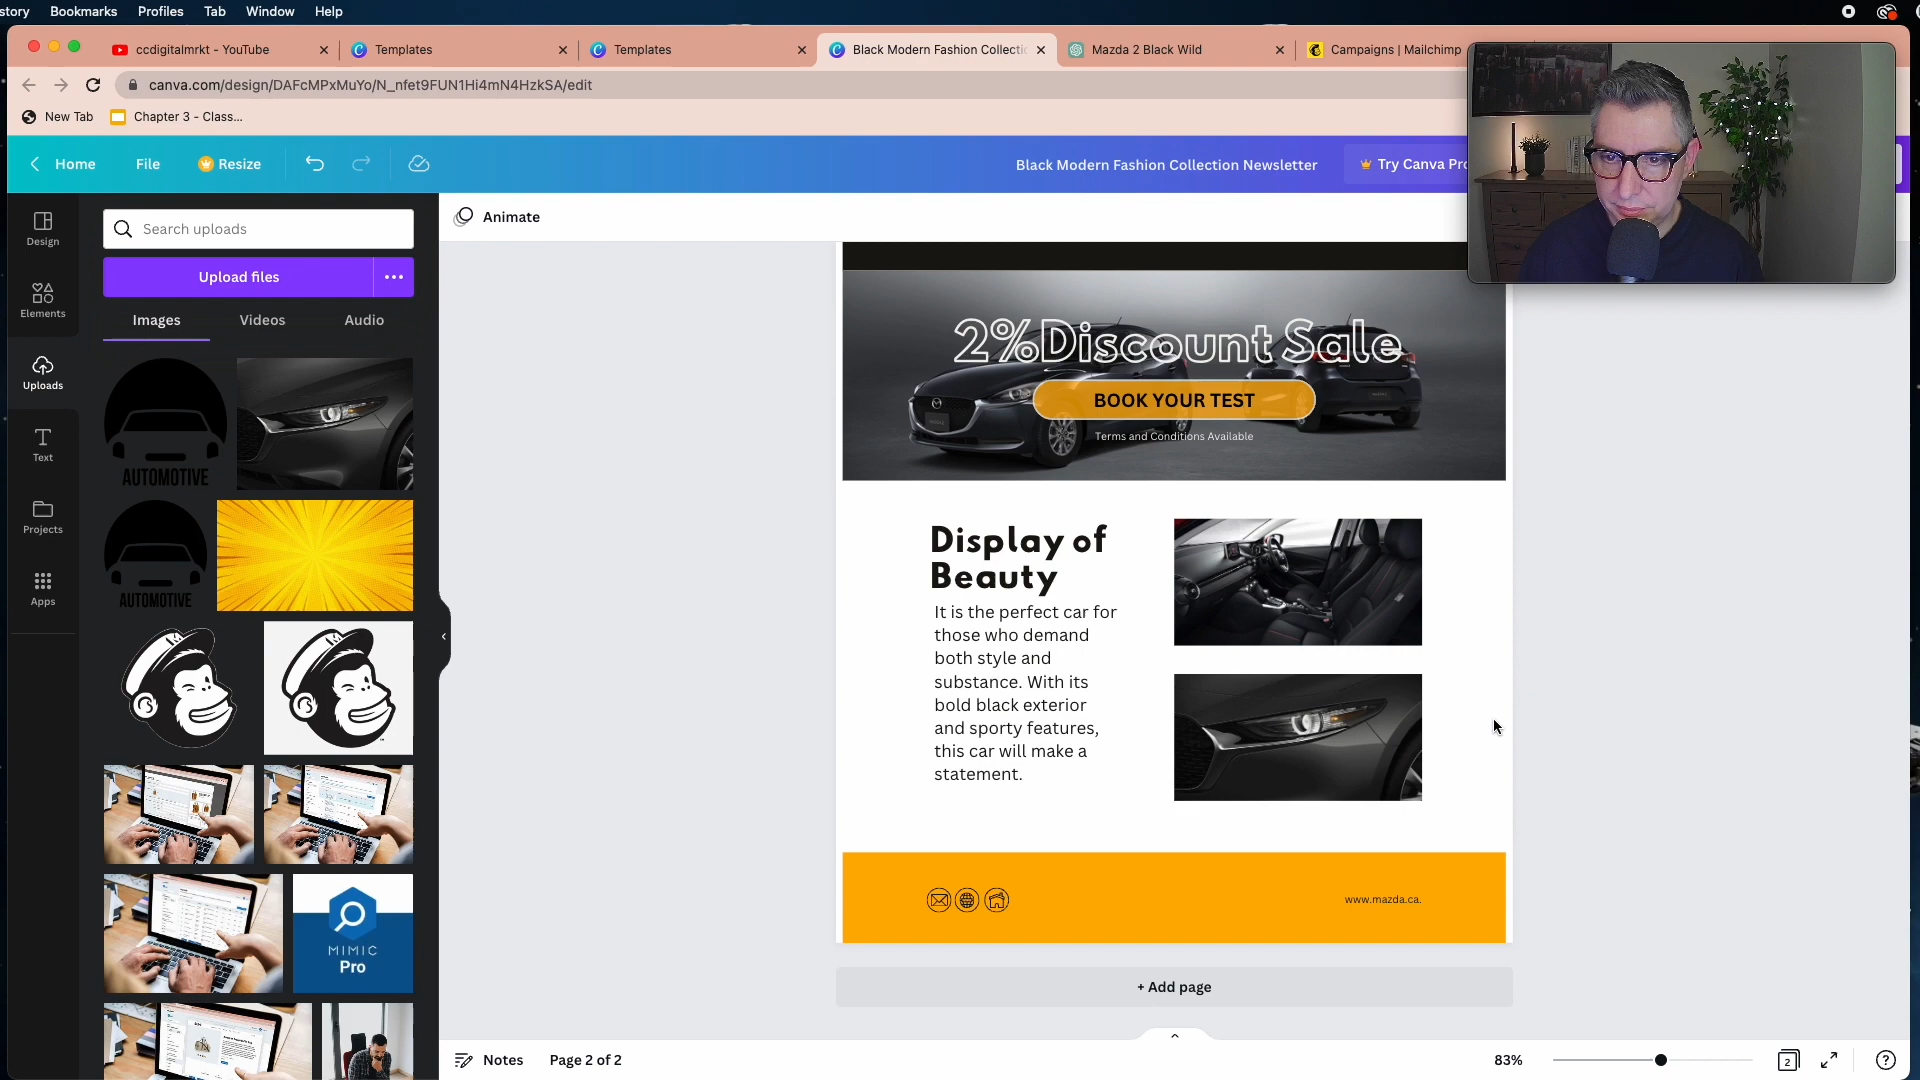 story Bookmarks Profiles Tab Window Help
ccdigitalmrkt - YouTube
Templates
Templates
Black Modern Fashion Collectic
Mazda 2 Black Wild
Campaigns | Mailchimp
canva.com/design/DAFcMPxMuYo/N_nfet9FUN1Hi4mN4HzkSA/edit
New Tab
Chapter 3 - Class...
Home
File
Resize
Black Modern Fashion Collection Newsletter
Try Canva Pro
Design
Elements
Uploads
Text
Projects
Apps
Search uploads
Upload files
Images
Videos
Audio
AUTOMOTIVE
AUTOMOTIVE
MIMIC
Pro
Animate
2%Discount Sale
BOOK YOUR TEST
Terms and Conditions Available
Display of
Beauty
It is the perfect car for
those who demand
both style and
substance. With its
bold black exterior
and sporty features,
this car will make a
statement.
www.mazda.ca.
+ Add page
Notes
Page 2 of 2
83%
2